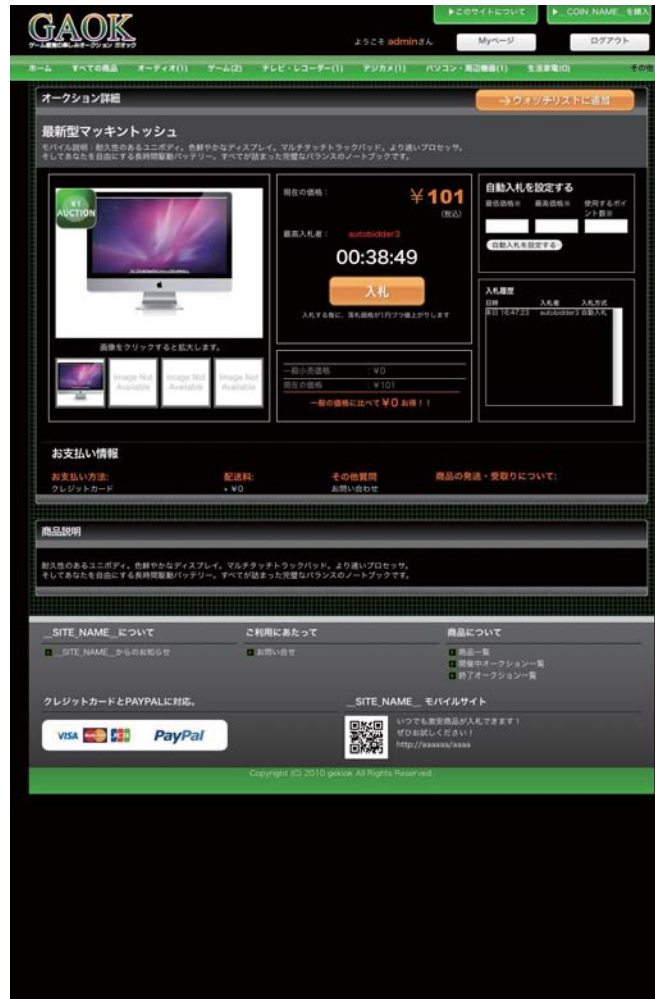 ▶このサイトについて
▶__COIN_NAME__を購入
GAOK
ゲーム感覚の楽しみオークション ガオック
ようこそ adminさん
Myページ
ログアウト
ホーム すべての商品 オーディオ(1) ゲーム(2) テレビ・レコーダー(1) デジカメ(1) パソコン・周辺機器(1) 生活家電(0) その他
オークション詳細
→ウォッチリストに追加
最新型マッキントッシュ
モバイル説明：耐久性のあるユニボディ。色鮮やかなディスプレイ。マルチタッチトラックパッド。より速いプロセッサ。
そしてあなたを自由にする長時間駆動バッテリー。すべてが詰まった完璧なバランスのノートブックです。
¥1
AUCTION
画像をクリックすると拡大します。
Image Not Available
Image Not Available
Image Not Available
現在の価格：
¥101
(税込)
最高入札者： autobidder3
00:38:49
入札
入札する毎に、落札価格が1円づつ値上がりします
一般小売価格 : ¥0
現在の価格 : ¥101
一般の価格に比べて¥0 お得！！
自動入札を設定する
最低価格※ 最高価格※ 使用するポイント数※
自動入札を設定する
入札履歴
日時 入札者 入札方式
本日 16:47:23 autobidder3 自動入札
お支払い情報
お支払い方法: 配送料: その他質問 商品の発送・受取りについて:
クレジットカード ¥0 お問い合わせ
商品説明
耐久性のあるユニボディ。色鮮やかなディスプレイ。マルチタッチトラックパッド。より速いプロセッサ。
そしてあなたを自由にする長時間駆動バッテリー。すべてが詰まった完璧なバランスのノートブックです。
__SITE_NAME__について
__SITE_NAME__からのお知らせ
ご利用にあたって
お問い合せ
商品について
商品一覧
開催中オークション一覧
終了オークション一覧
クレジットカードとPAYPALに対応。
VISA MasterCard JCB PayPal
__SITE_NAME__ モバイルサイト
いつでも激安商品が入札できます！
ぜひお試しください！
http://aaaaaa/aaaa
Copyright (C) 2010 gekiok All Rights Reserved.